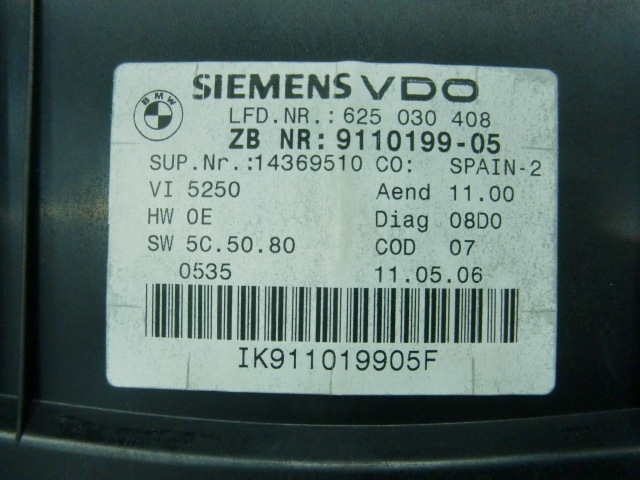 SIEMENS VDO
BMW
LFD.NR.: 625 030 408
ZB NR: 9110199-05
SUP.Nr.:14369510 CO: SPAIN-2
VI 5250 Aend 11.00
HW 0E Diag 08D0
SW 5C.50.80 COD 07
0535 11.05.06
IK911019905F